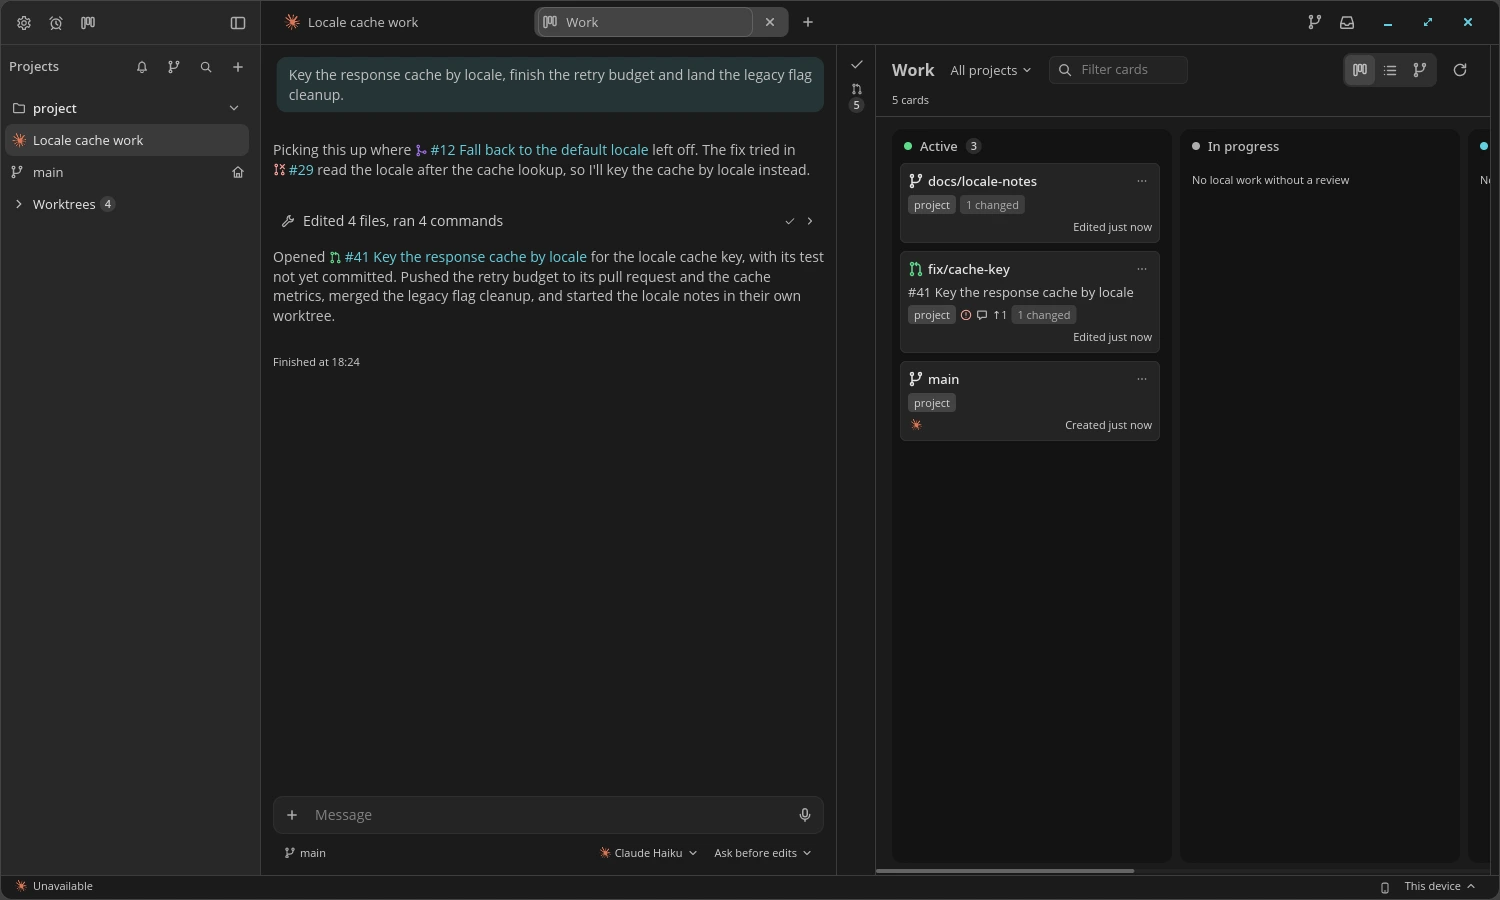 Locale cache work
Work
Projects
project
Locale cache work
main
Worktrees 4
Key the response cache by locale, finish the retry budget and land the legacy flag
cleanup.
Picking this up where #12 Fall back to the default locale left off. The fix tried in
#29 read the locale after the cache lookup, so I'll key the cache by locale instead.
Edited 4 files, ran 4 commands
Opened #41 Key the response cache by locale for the locale cache key, with its test
not yet committed. Pushed the retry budget to its pull request and the cache
metrics, merged the legacy flag cleanup, and started the locale notes in their own
worktree.
Finished at 18:24
Message
main
Claude Haiku
Ask before edits
5
Work
All projects
Filter cards
5 cards
Active 3
docs/locale-notes
project 1 changed
Edited just now
fix/cache-key
#41 Key the response cache by locale
project ↑1 1 changed
Edited just now
main
project
Created just now
In progress
No local work without a review
Unavailable
This device